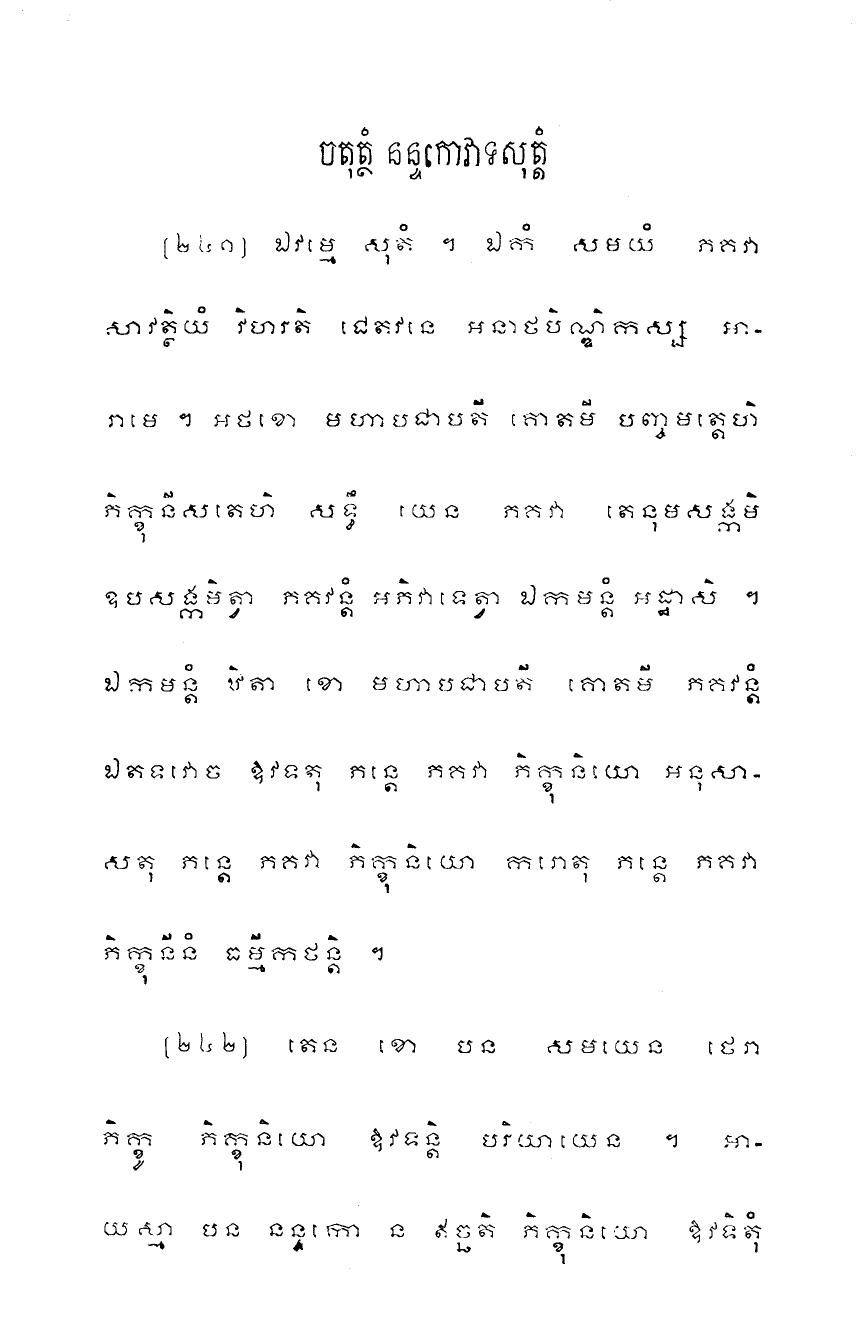 ចតុត្ថំ នន្ទកោវាទសុត្តំ
(២៤១) ឯវម្មេ សុតំ ។ ឯកំ សមយំ ភគវា
សាវត្ថិយំ វិហរតិ ជេតវនេ អនាថបិណ្ឌិកស្ស អា-
រាមេ ។ អថខោ មហាបជាបតី គោតមី បញ្ចមត្តេហិ
ភិក្ខុនីសតេហិ សទ្ធឹ យេន ភគវា តេនុបសង្កមិ
ឧបសង្កមិត្វា ភគវន្តំ អភិវាទេត្វា ឯកមន្តំ អដ្ឋាសិ ។
ឯកមន្តំ ឋិតា ខោ មហាបជាបតី គោតមី ភគវន្តំ
ឯតទវោច ឱវទតុ ភន្តេ ភគវា ភិក្ខុនិយោ អនុសា-
សតុ ភន្តេ ភគវា ភិក្ខុនិយោ ករោតុ ភន្តេ ភគវា
ភិក្ខុនីនំ ធម្មីកថន្តិ ។
(២៤២) តេន ខោ បន សមយេន ថេរា
ភិក្ខូ ភិក្ខុនិយោ ឱវទន្តិ បរិយាយេន ។ អា-
យស្មា បន នន្ទកោ ន ឥច្ឆតិ ភិក្ខុនិយោ ឱវទិតុំ